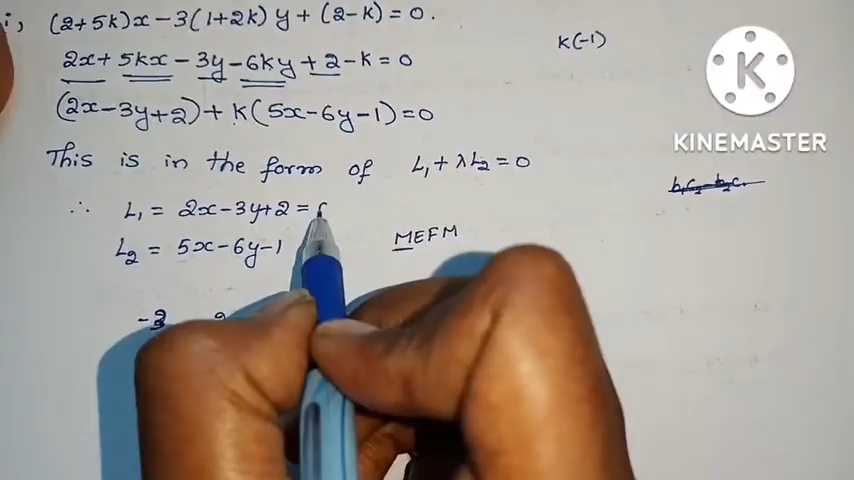 i, (2+5k)x-3(1+2k)y+(2-k)=0.
2x+5kx-3y-6ky+2-k=0
k(-1)
(2x-3y+2)+k(5x-6y-1)=0
This is in the form of L₁+λL₂=0
∴ L₁ = 2x-3y+2=
L₂ = 5x-6y-1
MEFM
-3
K
KINEMASTER